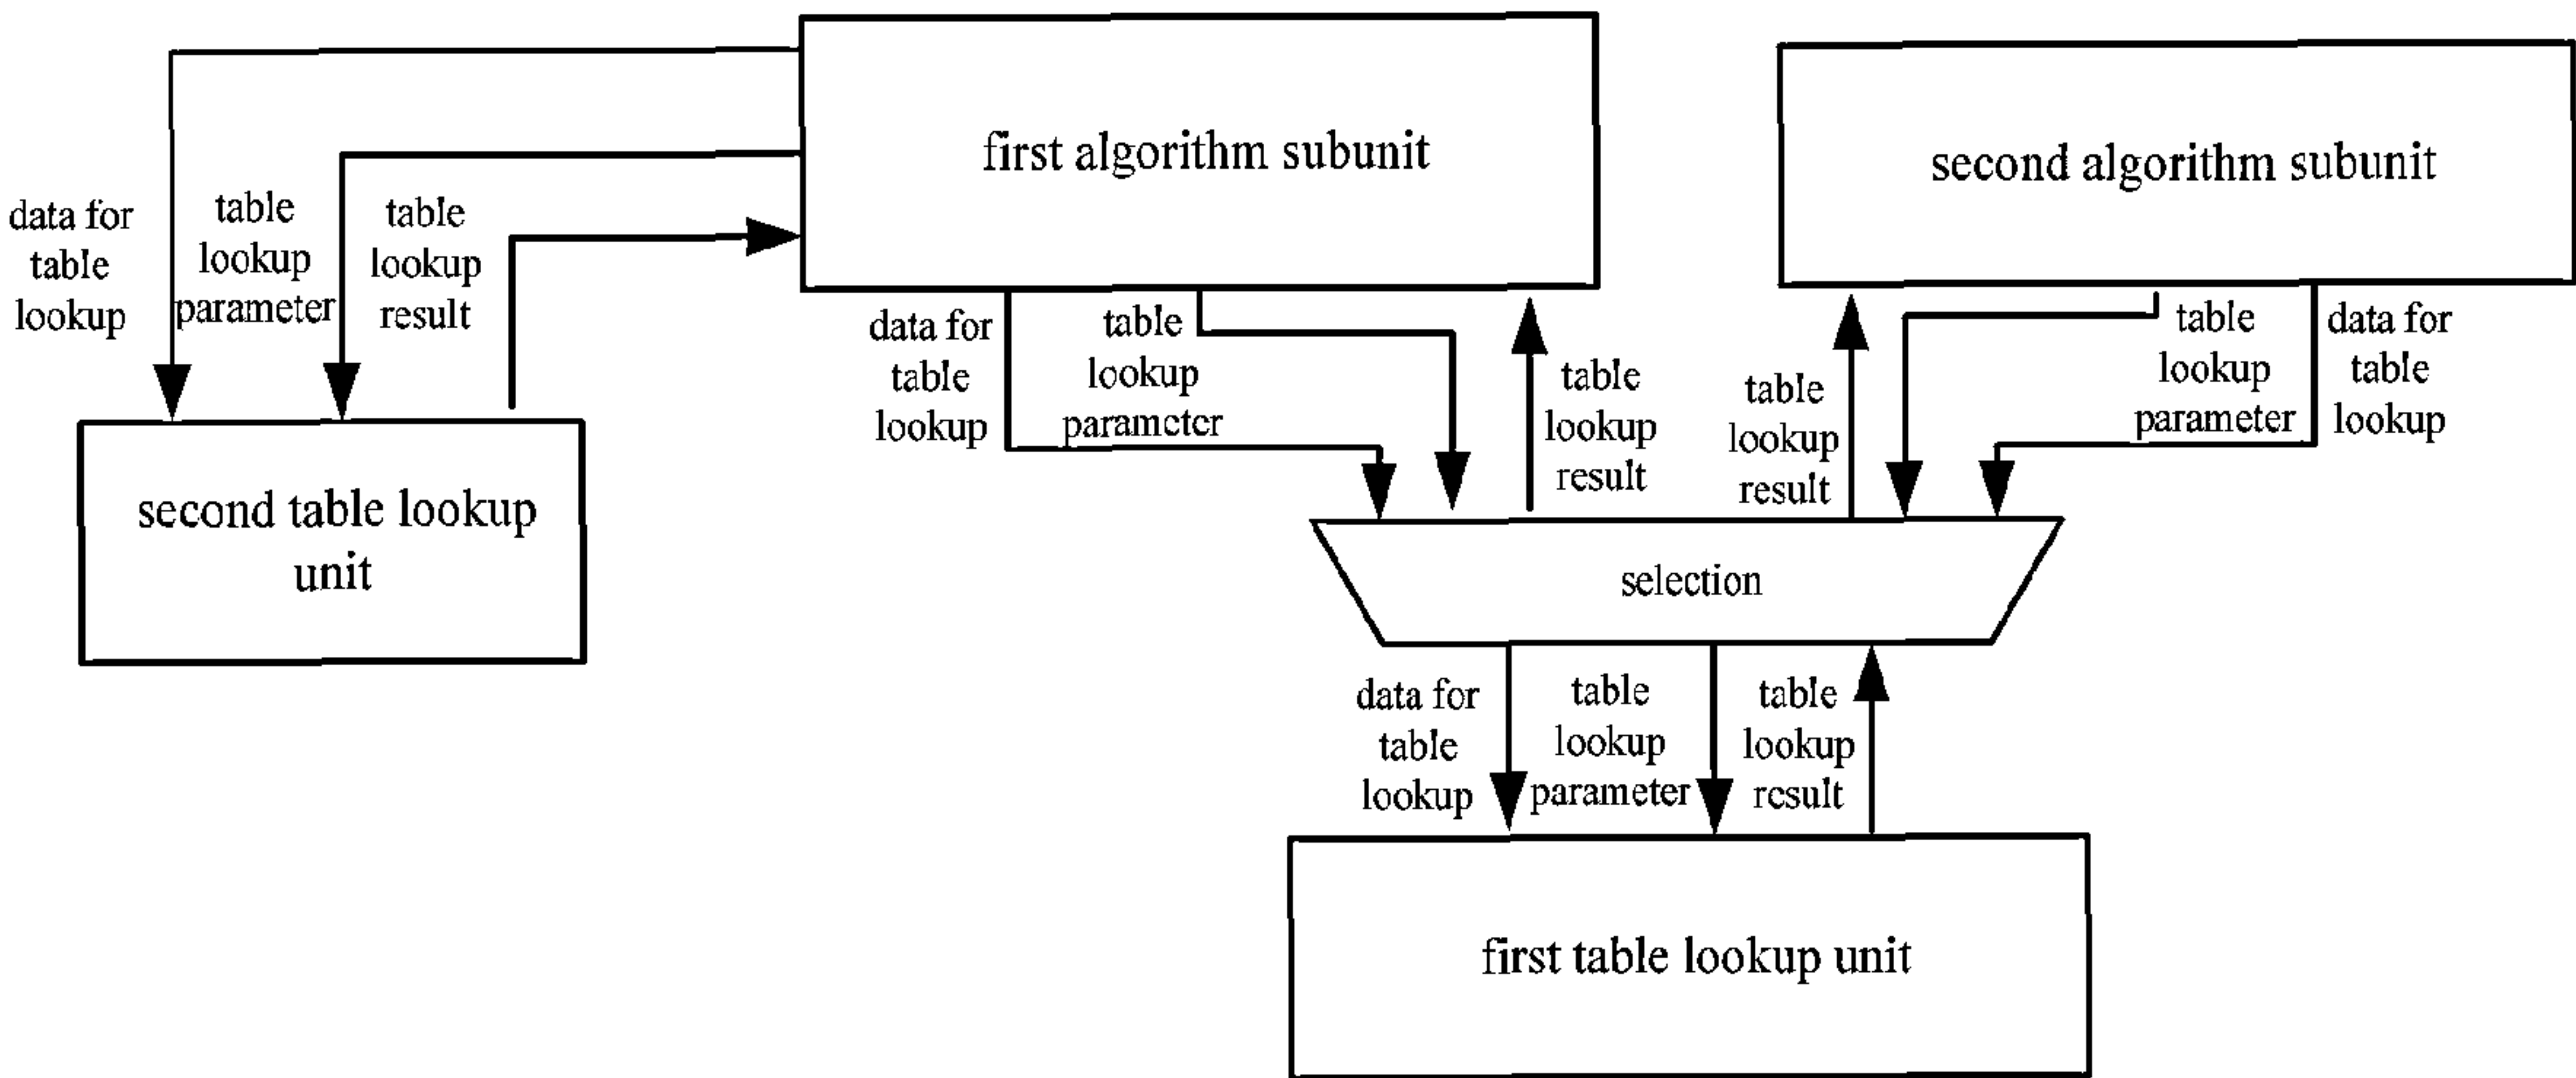 first algorithm subunit
second algorithm subunit
data for
table
lookup
table
lookup
parameter
table
lookup
result
data for
table
lookup
table
lookup
parameter
table
lookup
result
table
lookup
result
table
lookup
parameter
data for
table
lookup
second table lookup
unit
selection
data for
table
lookup
table
lookup
parameter
table
lookup
result
first table lookup unit